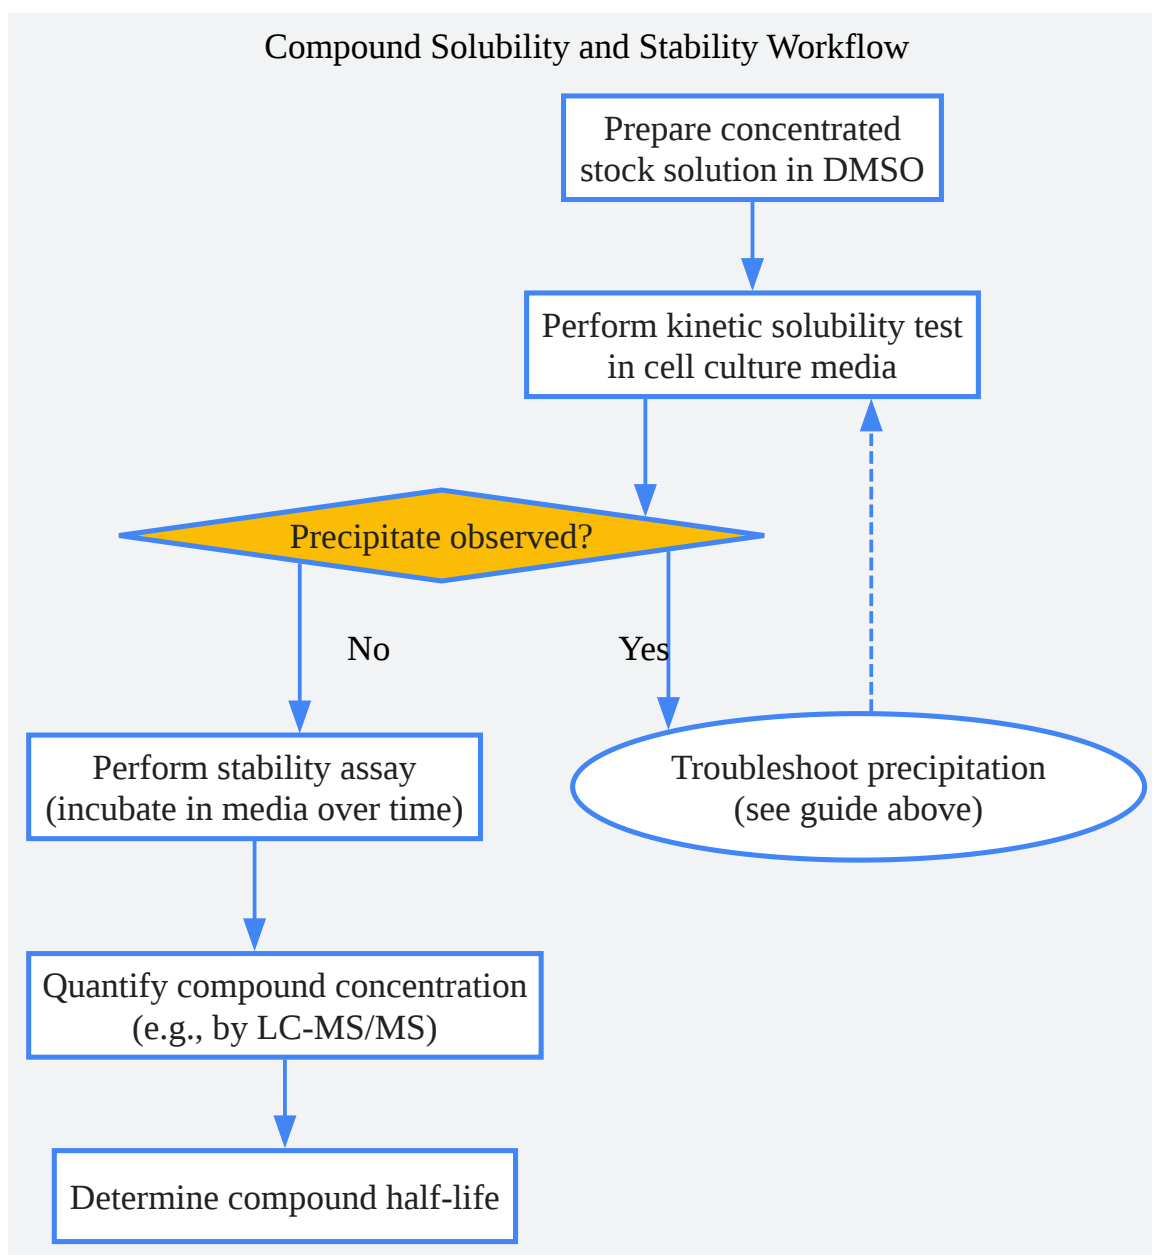 Compound Solubility and Stability Workflow
Prepare concentrated
stock solution in DMSO
Perform kinetic solubility test
in cell culture media
Precipitate observed?
No
Yes
Perform stability assay
(incubate in media over time)
Troubleshoot precipitation
(see guide above)
Quantify compound concentration
(e.g., by LC-MS/MS)
Determine compound half-life